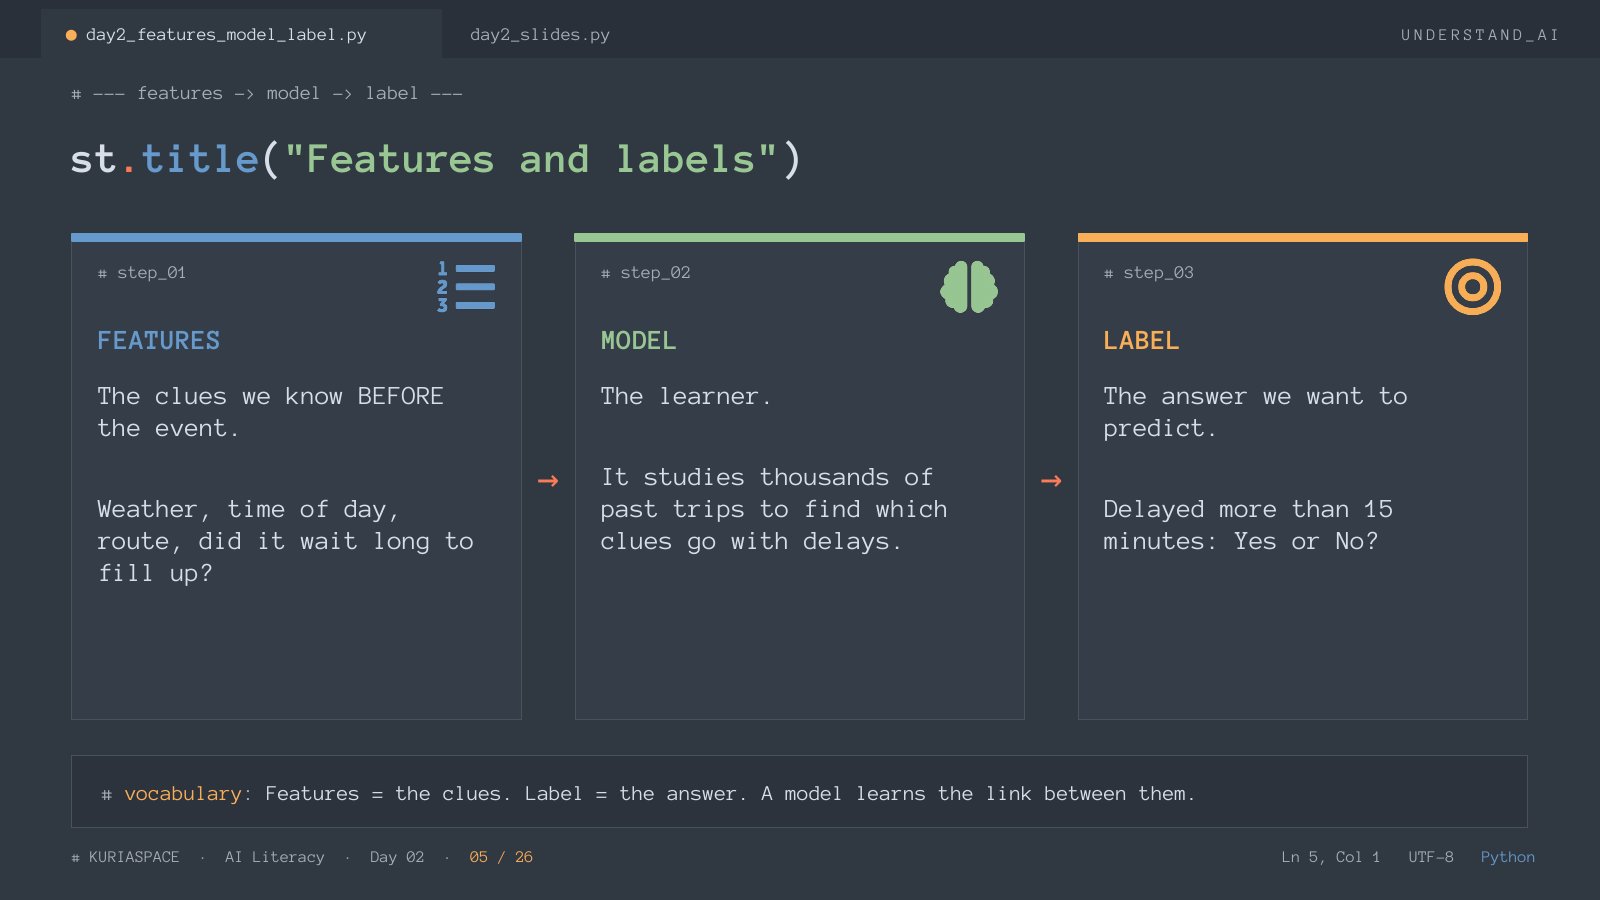 day2_features_model_label.py
day2_slides.py
UNDERSTAND_AI
# --- features -> model -> label ---
st.title("Features and labels")
# step_01
1
2
3
FEATURES
The clues we know BEFORE
the event.
Weather, time of day,
route, did it wait long to
fill up?
→
# step_02
MODEL
The learner.
It studies thousands of
past trips to find which
clues go with delays.
→
# step_03
LABEL
The answer we want to
predict.
Delayed more than 15
minutes: Yes or No?
# vocabulary: Features = the clues. Label = the answer. A model learns the link between them.
# KURIASPACE · AI Literacy · Day 02 · 05 / 26
Ln 5, Col 1 UTF-8 Python